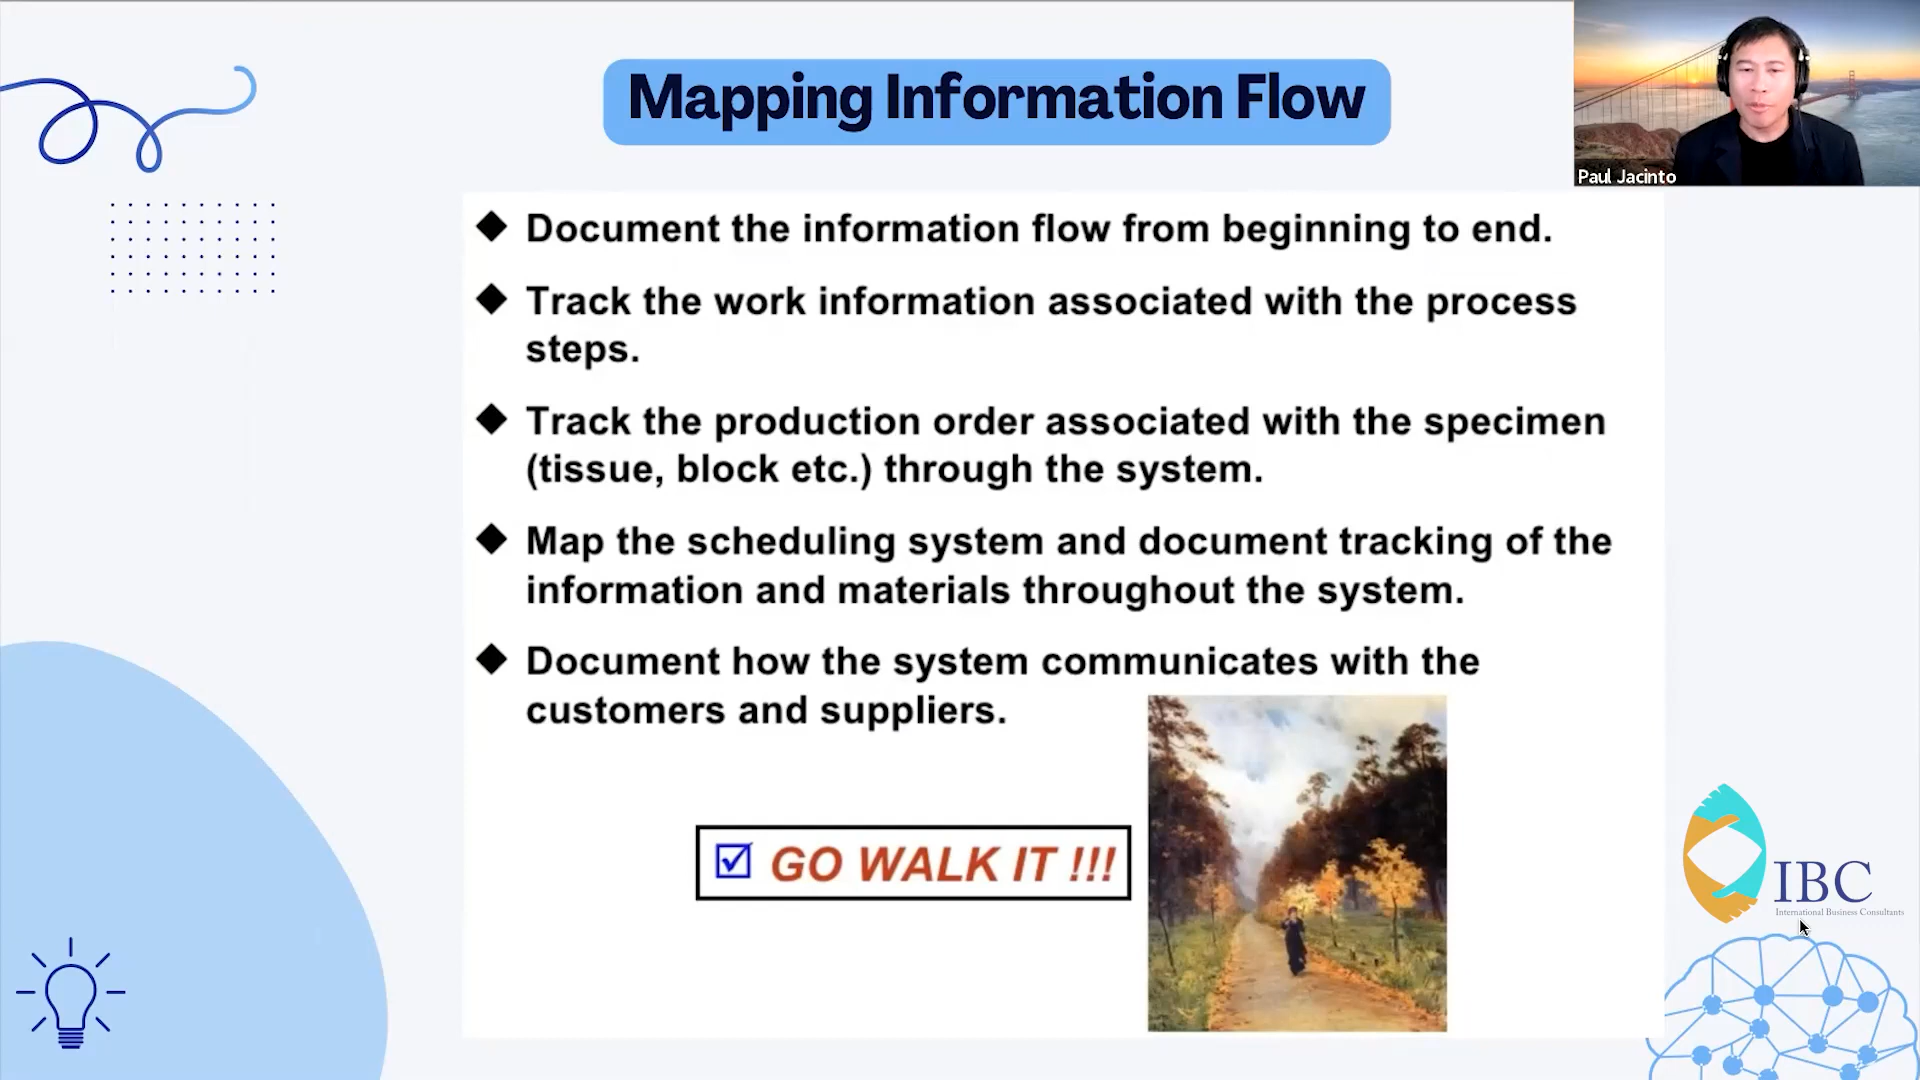 Mapping Information Flow
Paul Jacinto
Document the information flow from beginning to end.
Track the work information associated with the process
steps.
Track the production order associated with the specimen
(tissue, block etc.) through the system.
Map the scheduling system and document tracking of the
information and materials throughout the system.
Document how the system communicates with the
customers and suppliers.
GO WALK IT !!!
IBC
International Business Consultants